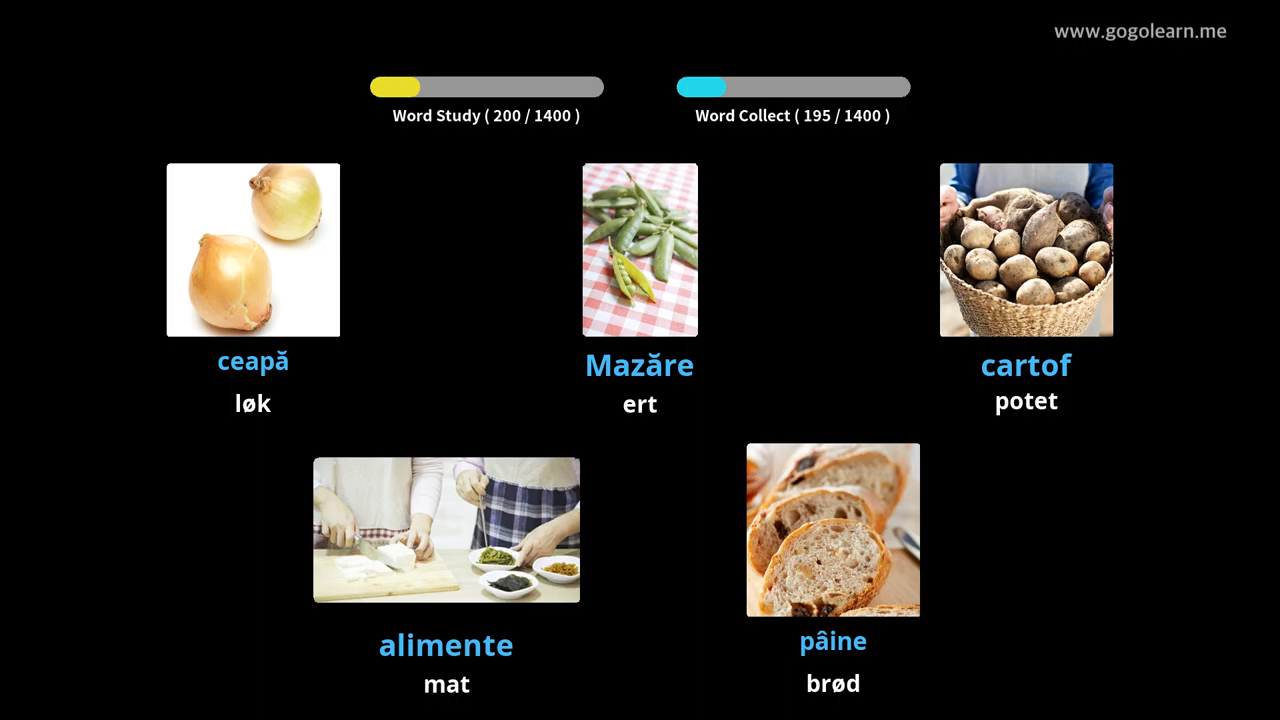 www.gogolearn.me
Word Study ( 200 / 1400 )
Word Collect ( 195 / 1400 )
ceapă
løk
Mazăre
ert
cartof
potet
alimente
mat
pâine
brød